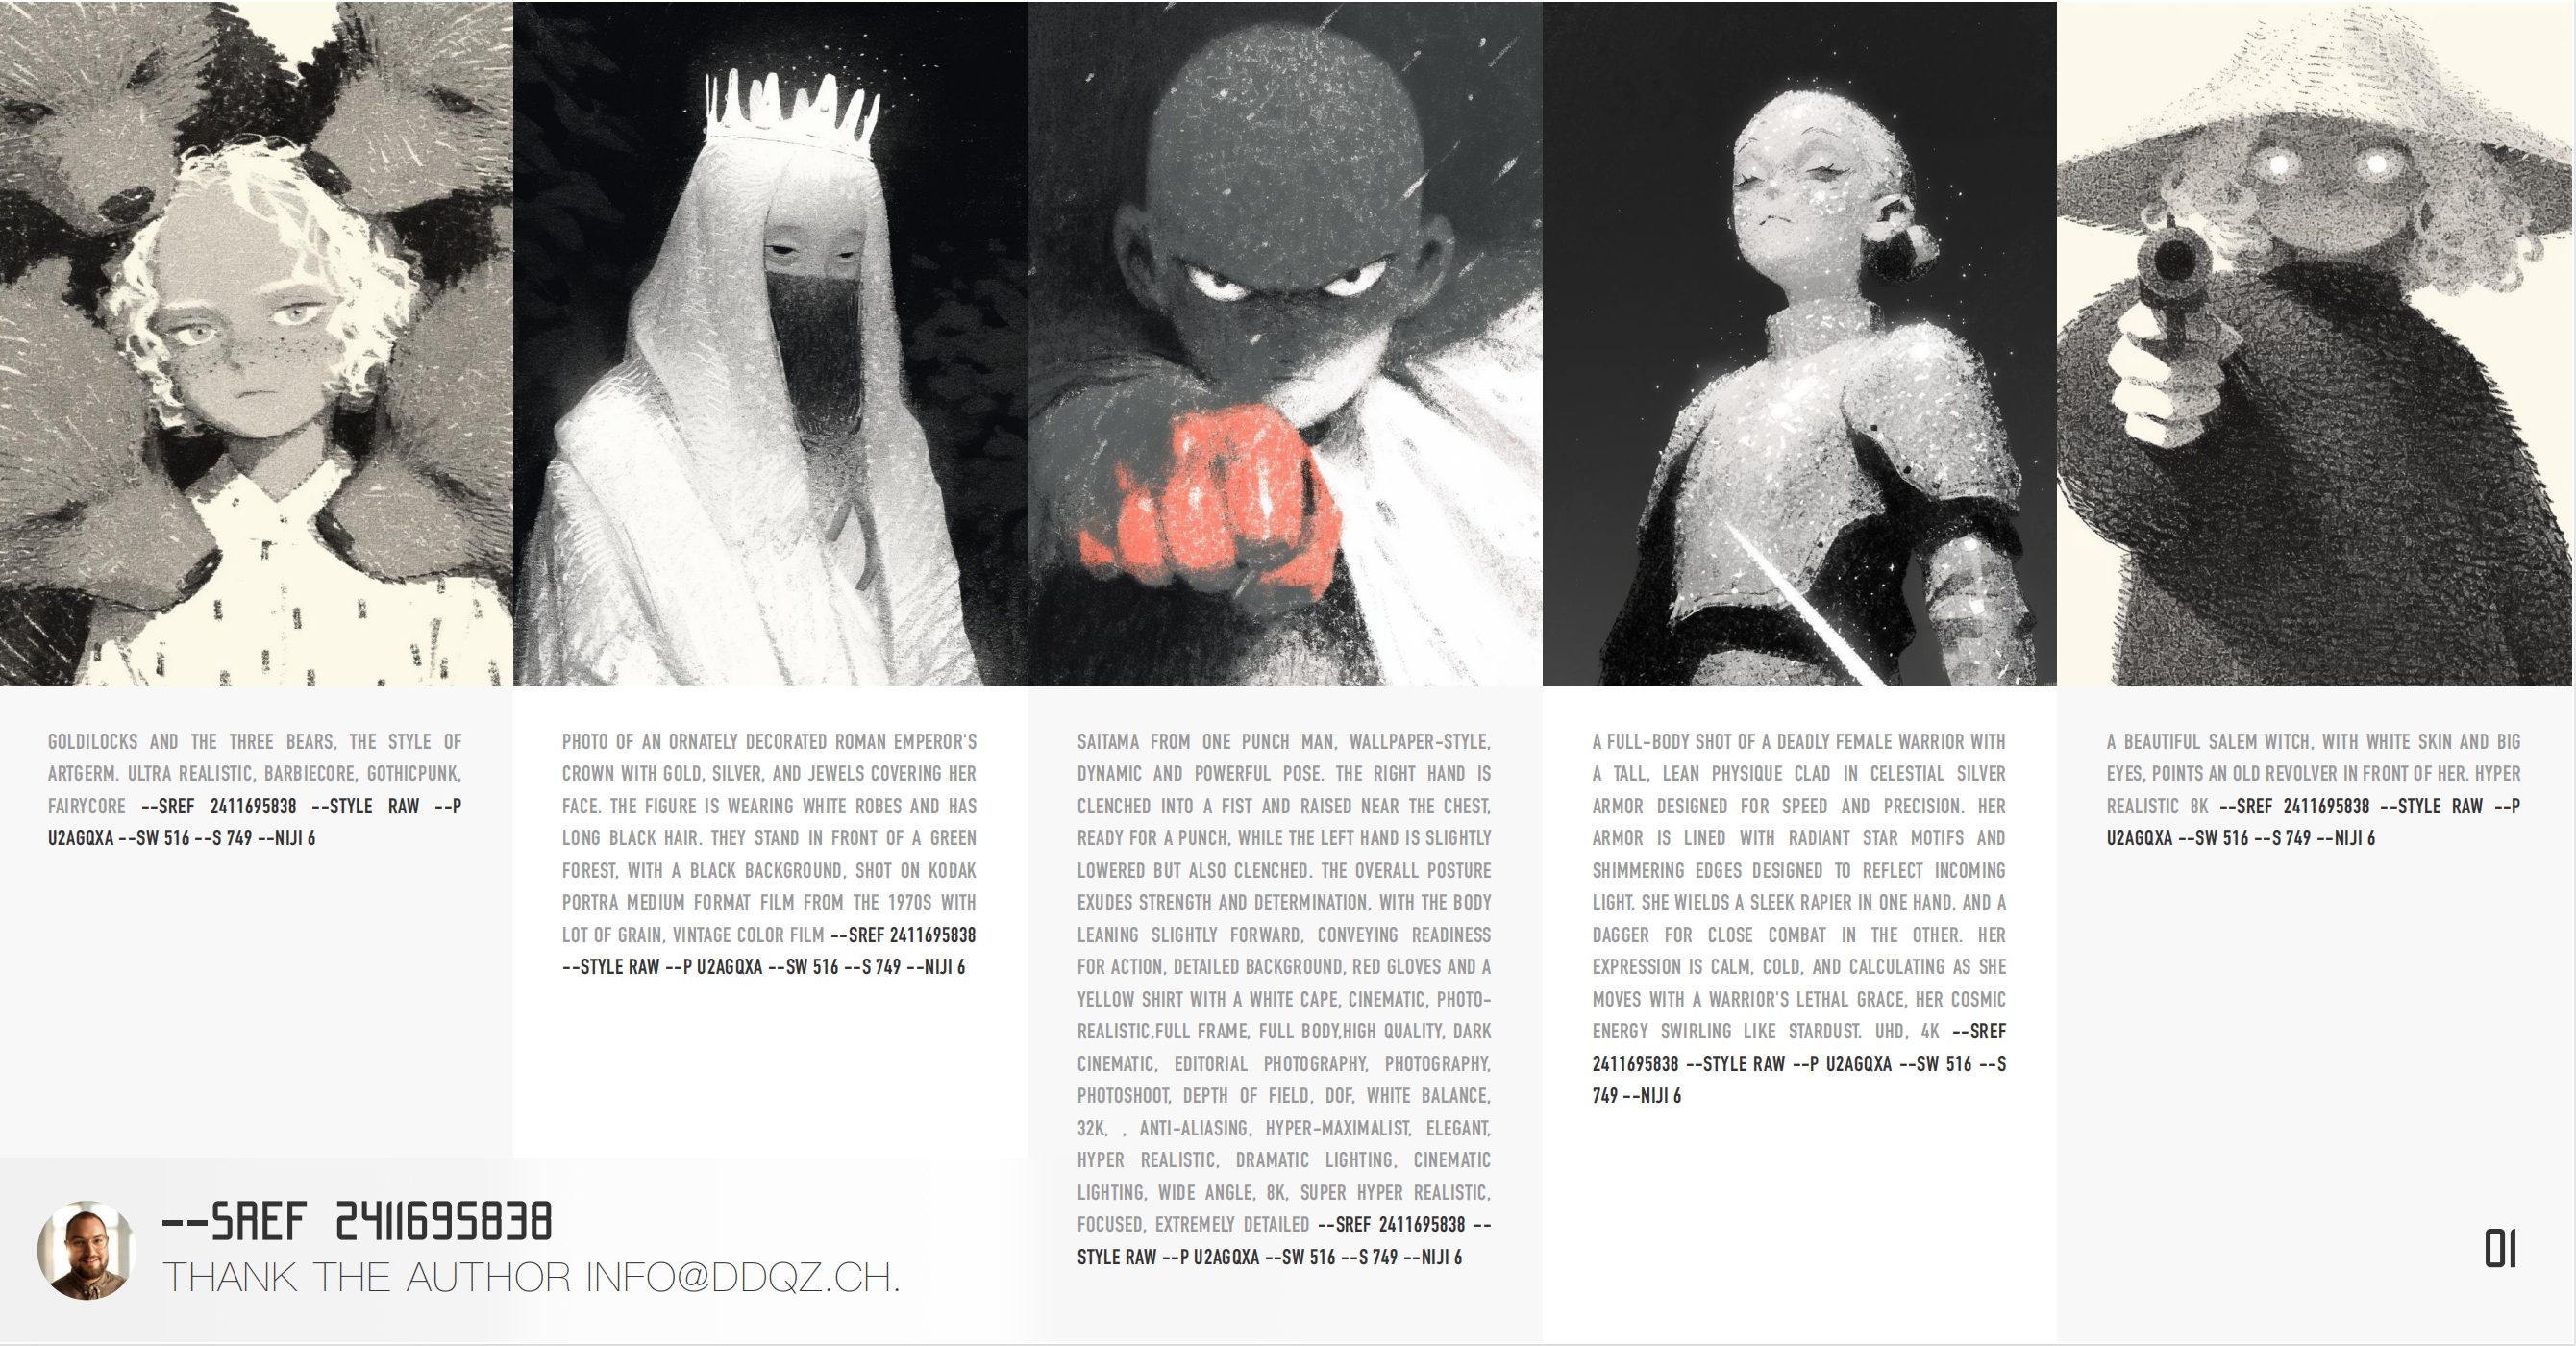 GOLDILOCKS AND THE THREE BEARS, THE STYLE OF
ARTGERM. ULTRA REALISTIC, BARBIECORE, GOTHICPUNK,
FAIRYCORE --SREF 2411695838 --STYLE RAW --P
U2AGQXA --SW 516 --S 749 --NIJI 6
PHOTO OF AN ORNATELY DECORATED ROMAN EMPEROR'S
CROWN WITH GOLD, SILVER, AND JEWELS COVERING HER
FACE. THE FIGURE IS WEARING WHITE ROBES AND HAS
LONG BLACK HAIR. THEY STAND IN FRONT OF A GREEN
FOREST, WITH A BLACK BACKGROUND, SHOT ON KODAK
PORTRA MEDIUM FORMAT FILM FROM THE 1970S WITH
LOT OF GRAIN, VINTAGE COLOR FILM --SREF 2411695838
--STYLE RAW --P U2AGQXA --SW 516 --S 749 --NIJI 6
SAITAMA FROM ONE PUNCH MAN, WALLPAPER-STYLE,
DYNAMIC AND POWERFUL POSE. THE RIGHT HAND IS
CLENCHED INTO A FIST AND RAISED NEAR THE CHEST,
READY FOR A PUNCH, WHILE THE LEFT HAND IS SLIGHTLY
LOWERED BUT ALSO CLENCHED. THE OVERALL POSTURE
EXUDES STRENGTH AND DETERMINATION, WITH THE BODY
LEANING SLIGHTLY FORWARD, CONVEYING READINESS
FOR ACTION, DETAILED BACKGROUND, RED GLOVES AND A
YELLOW SHIRT WITH A WHITE CAPE, CINEMATIC, PHOTO-
REALISTIC,FULL FRAME, FULL BODY,HIGH QUALITY, DARK
CINEMATIC, EDITORIAL PHOTOGRAPHY, PHOTOGRAPHY,
PHOTOSHOOT, DEPTH OF FIELD, DOF, WHITE BALANCE,
32K, , ANTI-ALIASING, HYPER-MAXIMALIST, ELEGANT,
HYPER REALISTIC, DRAMATIC LIGHTING, CINEMATIC
LIGHTING, WIDE ANGLE, 8K, SUPER HYPER REALISTIC,
FOCUSED, EXTREMELY DETAILED --SREF 2411695838 --
STYLE RAW --P U2AGQXA --SW 516 --S 749 --NIJI 6
A FULL-BODY SHOT OF A DEADLY FEMALE WARRIOR WITH
A TALL, LEAN PHYSIQUE CLAD IN CELESTIAL SILVER
ARMOR DESIGNED FOR SPEED AND PRECISION. HER
ARMOR IS LINED WITH RADIANT STAR MOTIFS AND
SHIMMERING EDGES DESIGNED TO REFLECT INCOMING
LIGHT. SHE WIELDS A SLEEK RAPIER IN ONE HAND, AND A
DAGGER FOR CLOSE COMBAT IN THE OTHER. HER
EXPRESSION IS CALM, COLD, AND CALCULATING AS SHE
MOVES WITH A WARRIOR'S LETHAL GRACE, HER COSMIC
ENERGY SWIRLING LIKE STARDUST. UHD, 4K --SREF
2411695838 --STYLE RAW --P U2AGQXA --SW 516 --S
749 --NIJI 6
A BEAUTIFUL SALEM WITCH, WITH WHITE SKIN AND BIG
EYES, POINTS AN OLD REVOLVER IN FRONT OF HER. HYPER
REALISTIC 8K --SREF 2411695838 --STYLE RAW --P
U2AGQXA --SW 516 --S 749 --NIJI 6
--SREF 2411695838
THANK THE AUTHOR INFO@DDQZ.CH.
01